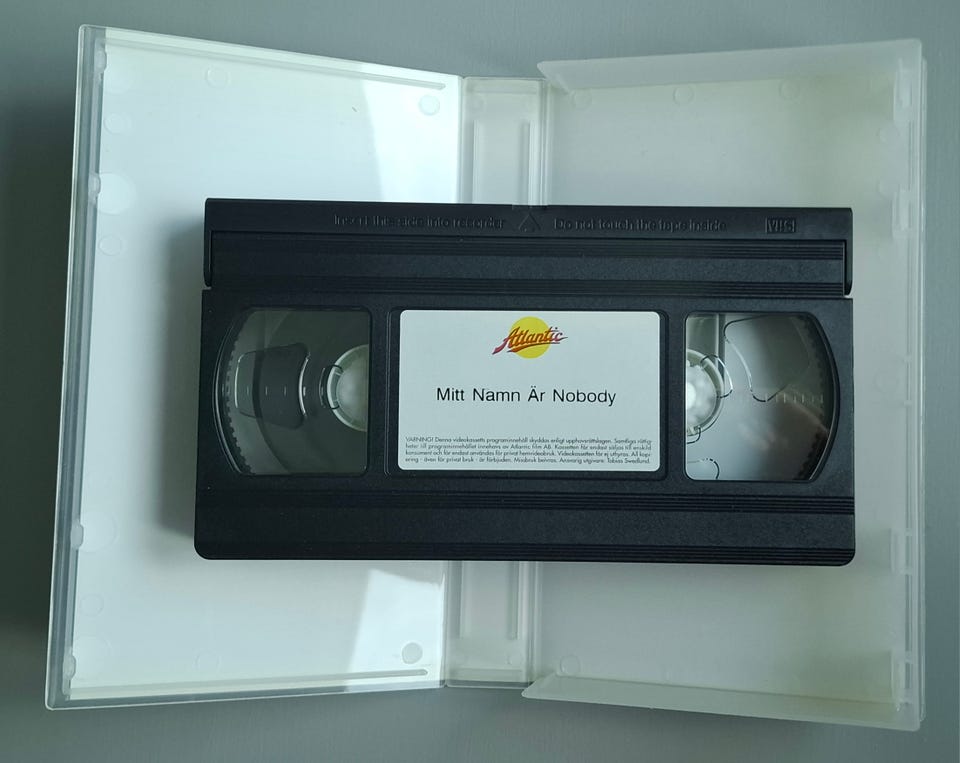 Insert this side into recorder Do not touch the tape inside VHS
Atlantic
Mitt Namn Är Nobody
VARNING! Denna videokassetts programinnehåll skyddas enligt upphovsrättslagen. Samtliga rättig-
heter till programinnehållet innehavs av Atlantic film AB. Kassetten får endast säljas till enskild
konsument och får endast användas för privat hemvideobruk. Videokassetten får ej uthyras. All kopi
ering - även för privat bruk - är förbjuden. Missbruk beivras. Ansvarig utgivare: Tobias Swedlund.